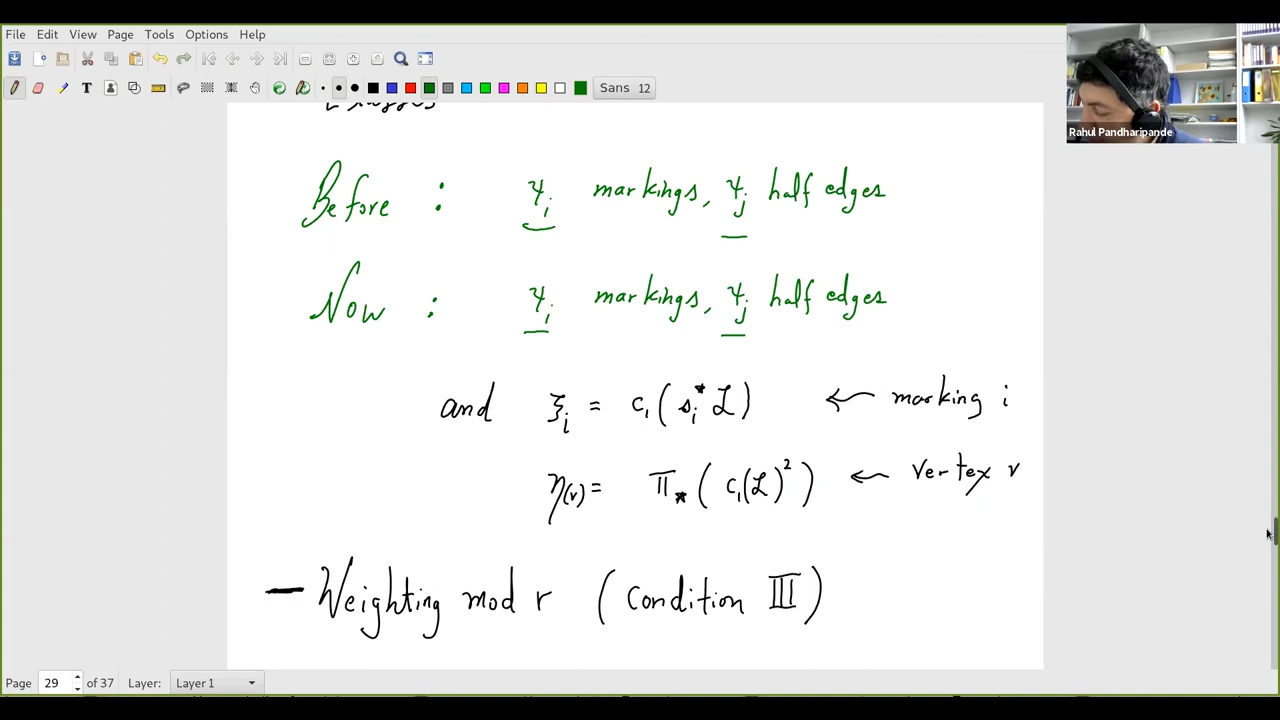 File Edit View Page Tools Options Help
Sans 12
Rahul Pandharipande
Before : ψ_i markings, ψ_j half edges
Now : ψ_i markings, ψ_j half edges
and ξ_i = c_1(s_i^* ℒ) ← marking i
η(v) = π_*(c_1(ℒ)^2) ← vertex v
— Weighting mod r (Condition III)
Page 29 of 37 Layer: Layer 1